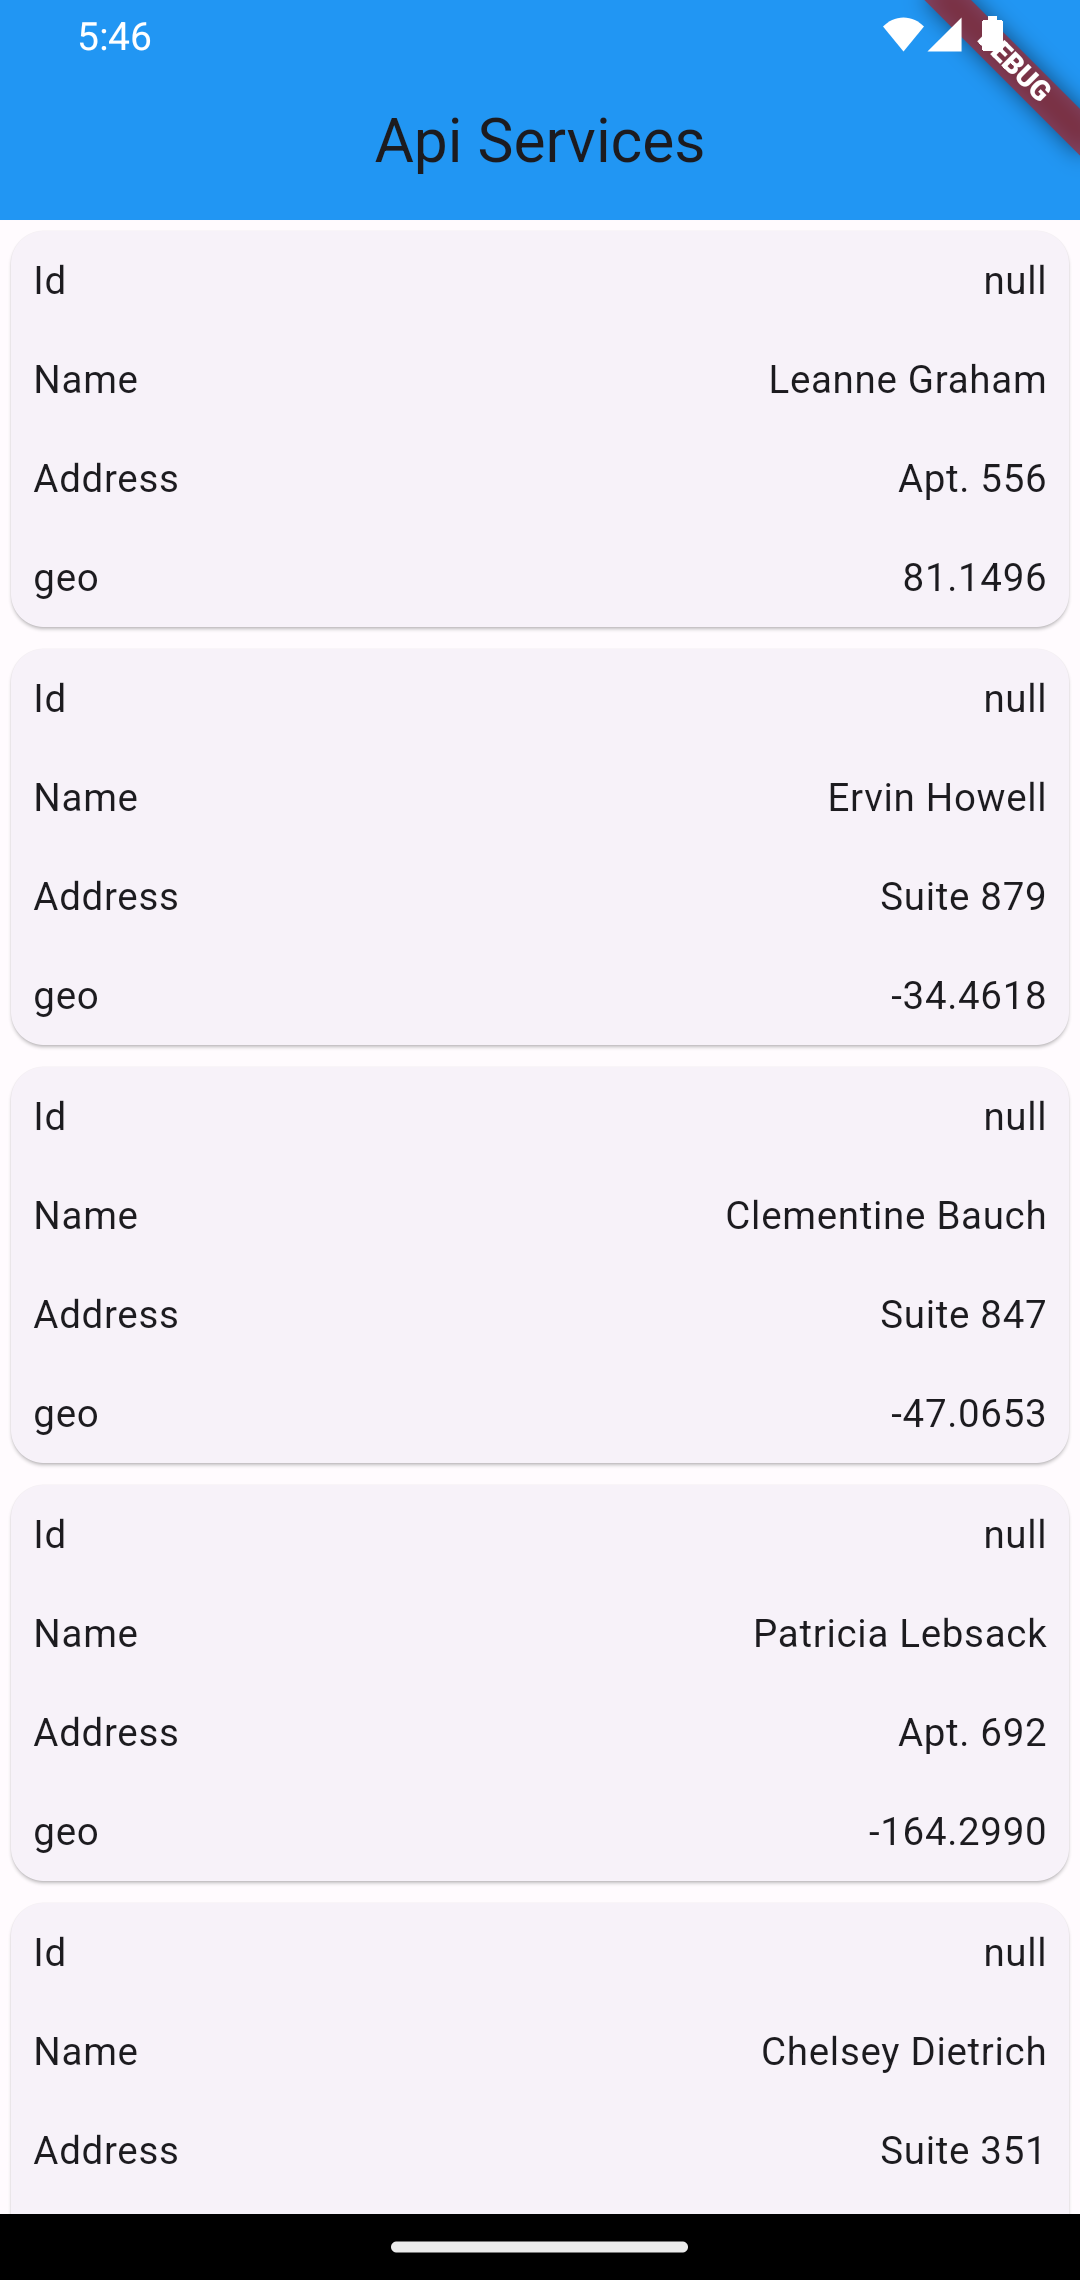 5:46
EBUG
Api Services
Id null
Name Leanne Graham
Address Apt. 556
geo 81.1496
Id null
Name Ervin Howell
Address Suite 879
geo -34.4618
Id null
Name Clementine Bauch
Address Suite 847
geo -47.0653
Id null
Name Patricia Lebsack
Address Apt. 692
geo -164.2990
Id null
Name Chelsey Dietrich
Address Suite 351